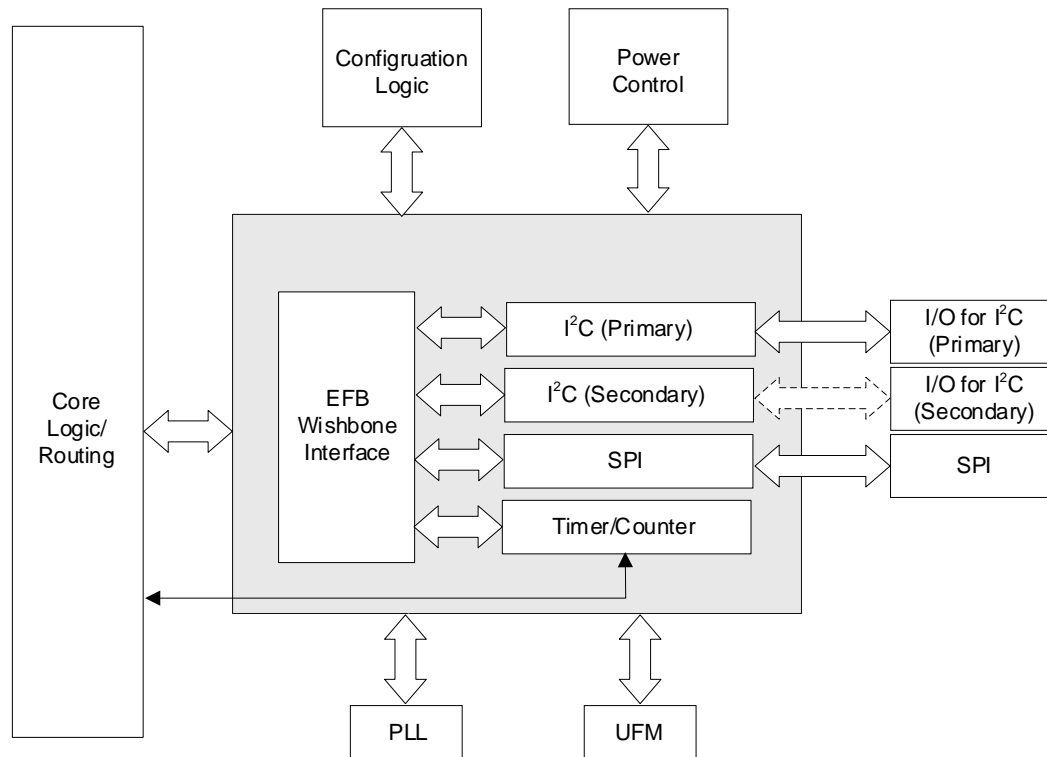 Configruation
Logic
Power
Control
Core
Logic/
Routing
EFB
Wishbone
Interface
I²C (Primary)
I²C (Secondary)
SPI
Timer/Counter
I/O for I²C
(Primary)
I/O for I²C
(Secondary)
SPI
PLL
UFM